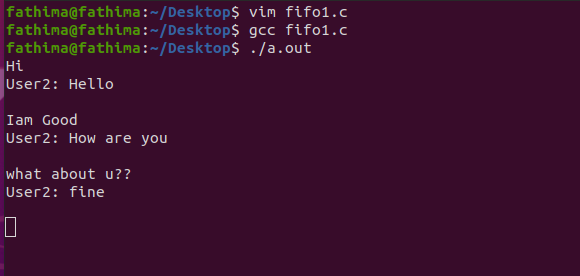 fathima@fathima:~/Desktop$ vim fifo1.c
fathima@fathima:~/Desktop$ gcc fifo1.c
fathima@fathima:~/Desktop$ ./a.out
Hi
User2: Hello
Iam Good
User2: How are you
what about u??
User2: fine